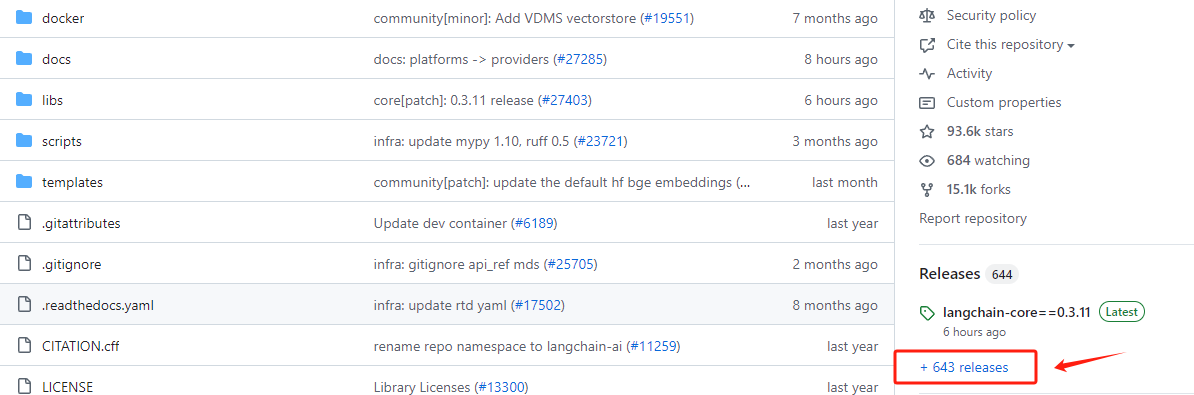 docker community[minor]: Add VDMS vectorstore (#19551) 7 months ago
docs docs: platforms -> providers (#27285) 8 hours ago
libs core[patch]: 0.3.11 release (#27403) 6 hours ago
scripts infra: update mypy 1.10, ruff 0.5 (#23721) 3 months ago
templates community[patch]: update the default hf bge embeddings (... last month
.gitattributes Update dev container (#6189) last year
.gitignore infra: gitignore api_ref mds (#25705) 2 months ago
.readthedocs.yaml infra: update rtd yaml (#17502) 8 months ago
CITATION.cff rename repo namespace to langchain-ai (#11259) last year
LICENSE Library Licenses (#13300) last year
Security policy
Cite this repository
Activity
Custom properties
93.6k stars
684 watching
15.1k forks
Report repository
Releases 644
langchain-core==0.3.11 Latest
6 hours ago
+ 643 releases